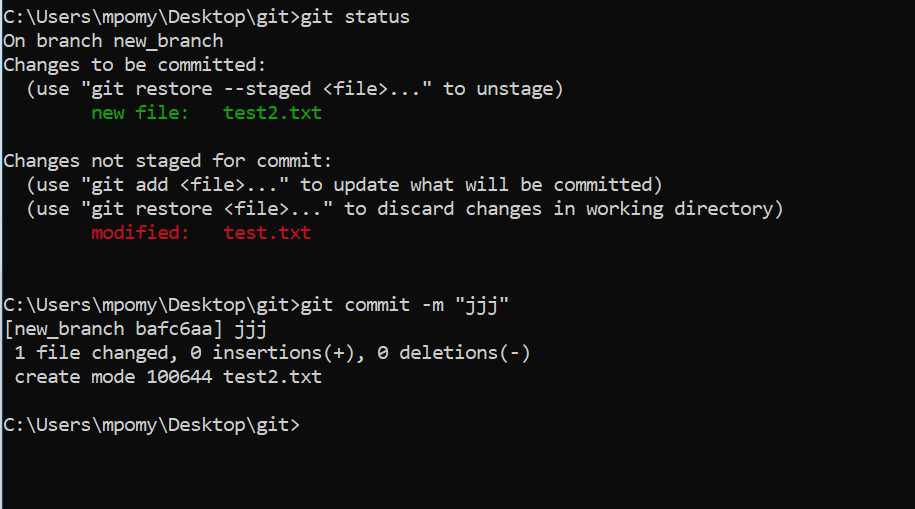 C:\Users\mpomy\Desktop\git>git status
On branch new_branch
Changes to be committed:
  (use "git restore --staged <file>..." to unstage)
        new file:   test2.txt

Changes not staged for commit:
  (use "git add <file>..." to update what will be committed)
  (use "git restore <file>..." to discard changes in working directory)
        modified:   test.txt


C:\Users\mpomy\Desktop\git>git commit -m "jjj"
[new_branch bafc6aa] jjj
 1 file changed, 0 insertions(+), 0 deletions(-)
 create mode 100644 test2.txt

C:\Users\mpomy\Desktop\git>